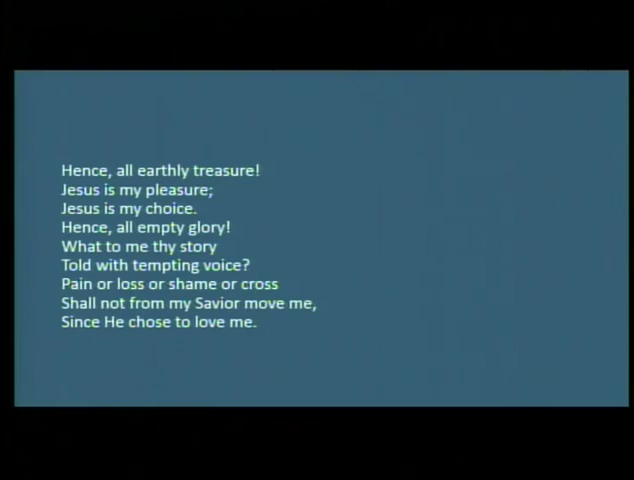 Hence, all earthly treasure!
Jesus is my pleasure;
Jesus is my choice.
Hence, all empty glory!
What to me thy story
Told with tempting voice?
Pain or loss or shame or cross
Shall not from my Savior move me,
Since He chose to love me.